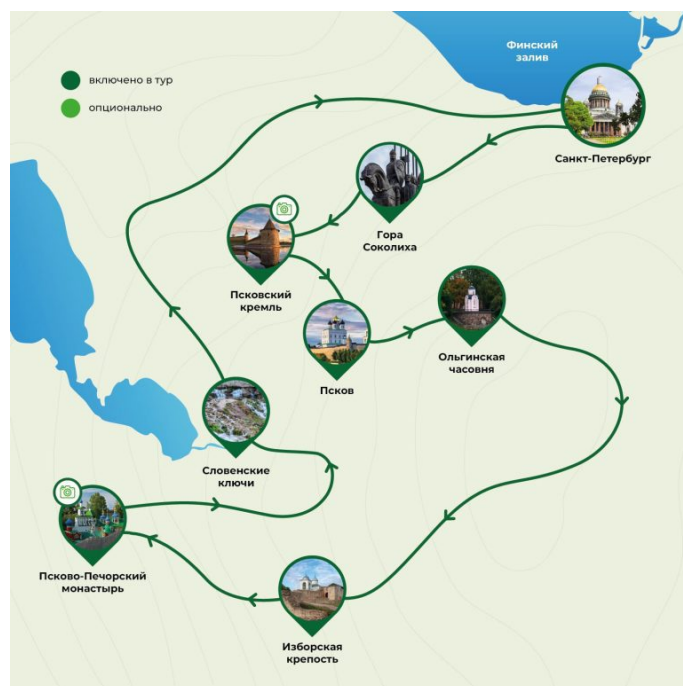 Финский
залив
включено в тур
опционально
Санкт-Петербург
Гора
Соколиха
Псковский
кремль
Псков
Ольгинская
часовня
Словенские
ключи
Псково-Печорский
монастырь
Изборская
крепость